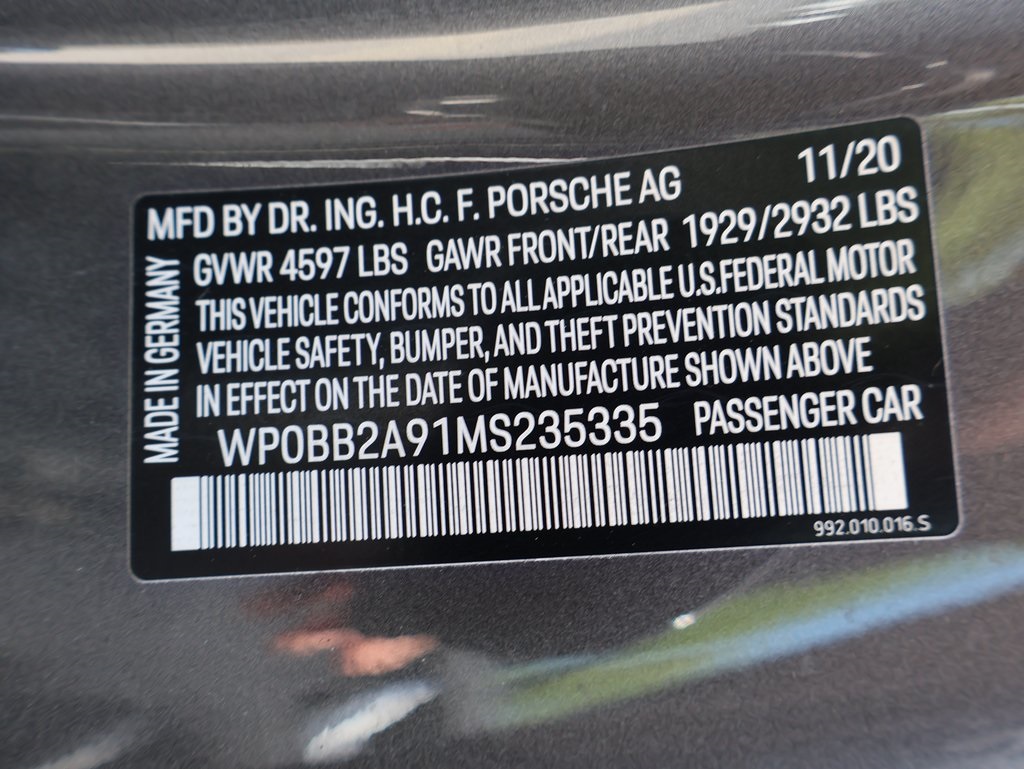 11/20
MFD BY DR. ING. H.C. F. PORSCHE AG
GVWR 4597 LBS GAWR FRONT/REAR 1929/2932 LBS
THIS VEHICLE CONFORMS TO ALL APPLICABLE U.S.FEDERAL MOTOR
VEHICLE SAFETY, BUMPER, AND THEFT PREVENTION STANDARDS
IN EFFECT ON THE DATE OF MANUFACTURE SHOWN ABOVE
WP0BB2A91MS235335 PASSENGER CAR
992.010.016.S
MADE IN GERMANY